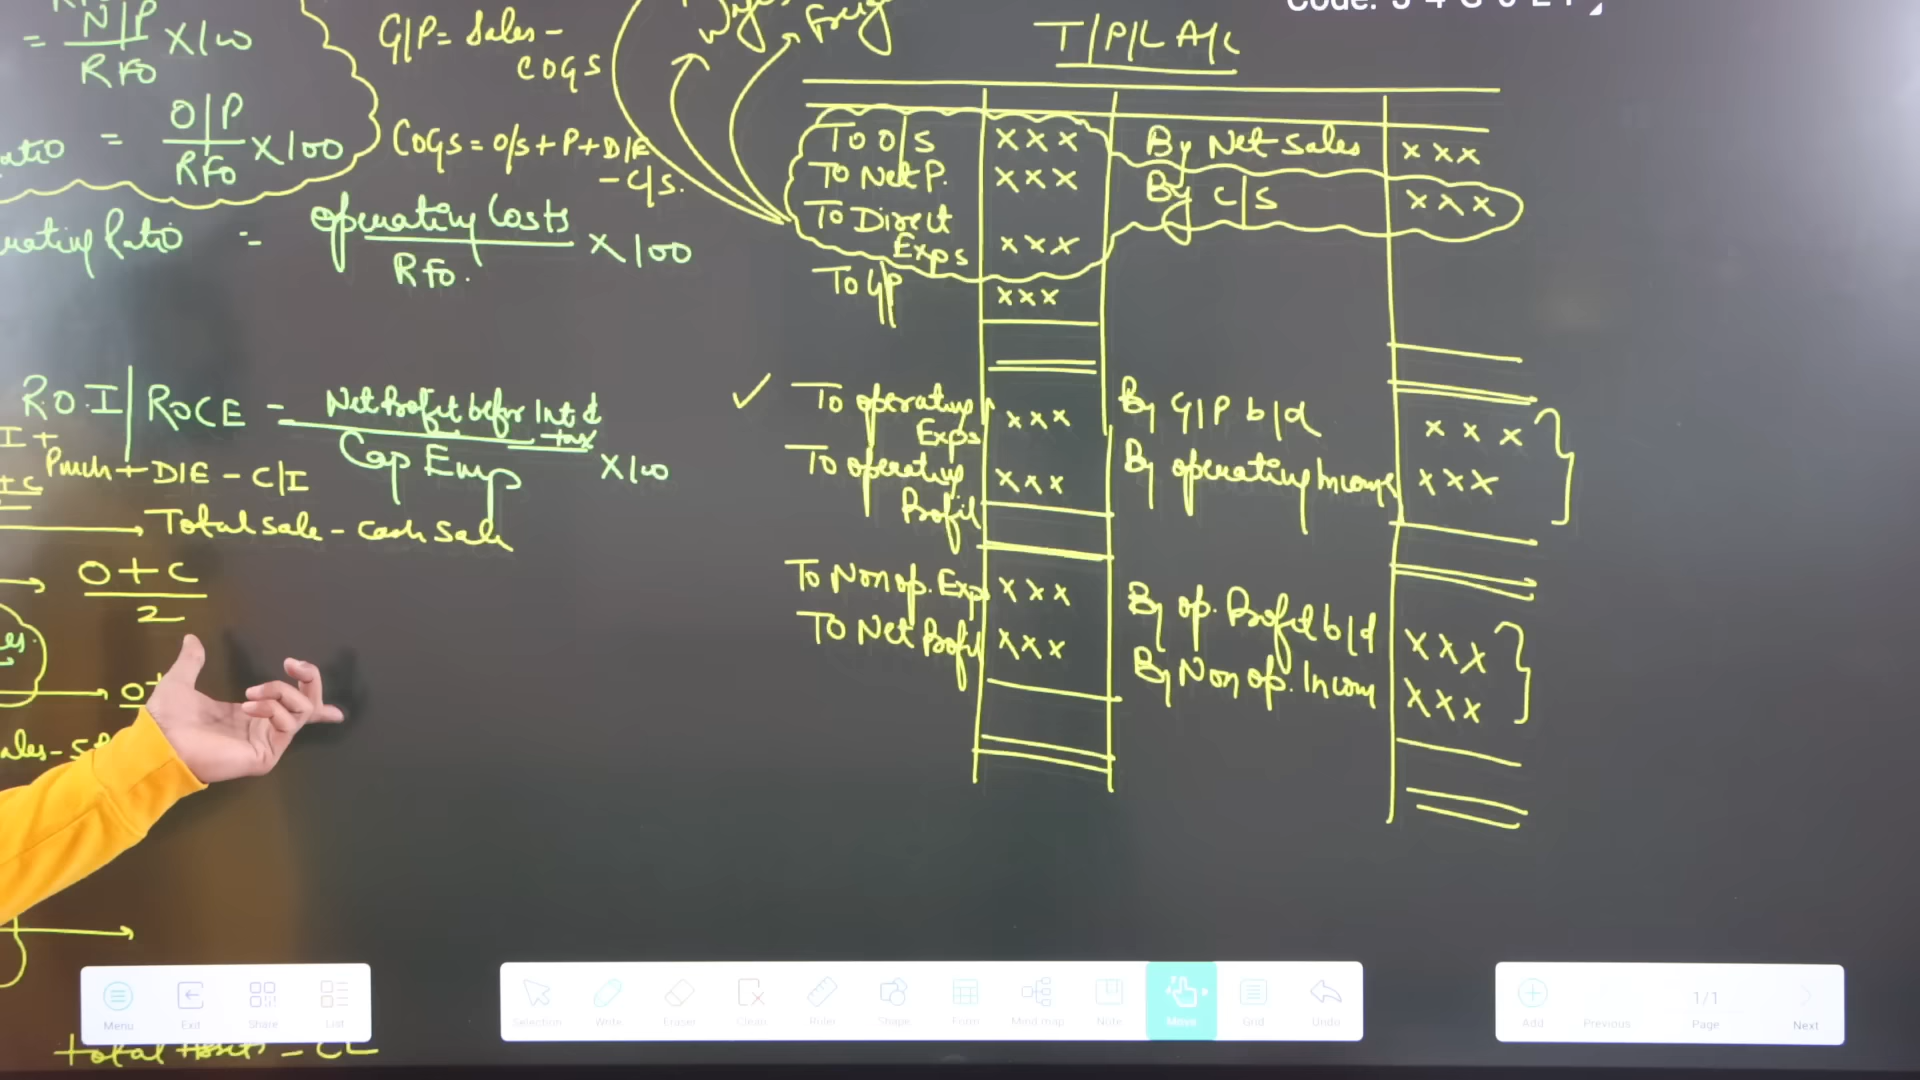 = N/P × 100
RFO
G/P = Sales -
COGS
O/P
= × 100
RFO
COGS = O/S + P + D/E
- C/S.
Ratio = Operating Costs × 100
RFO.
R.O.I / ROCE = Net Profit before Int &
tax
Cap Emp × 100
I +
Purch + D/E - C/I
+C
Total Sale - Cash Sale
O + C
2
T/P/L A/C
To O/S XXX By Net Sales XXX
To Net P. XXX By C/S XXX
To Direct
Exps XXX
To GP XXX
To operating
Exps XXX By G/P b/d XXX
To operating
Profit XXX By operating Income XXX
To Non op. Exps XXX By op. Profit b/d XXX
To Net Profit XXX By Non op. Income XXX
Total Assets - CL
Menu Exit Share List
Selection Write Eraser Clean Ruler Shape Form Mind map Note Move Grid Undo
Add Previous 1/1 Page Next